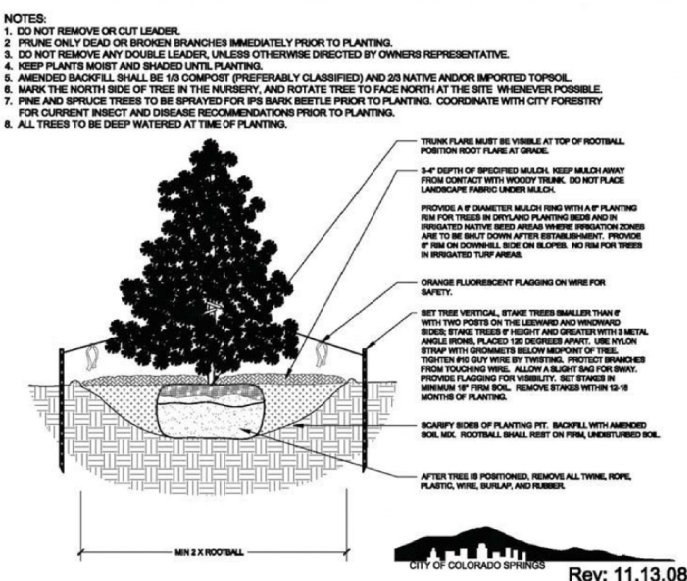 NOTES:
1. DO NOT REMOVE OR CUT LEADER.
2 PRUNE ONLY DEAD OR BROKEN BRANCHES IMMEDIATELY PRIOR TO PLANTING.
3. DO NOT REMOVE ANY DOUBLE LEADER, UNLESS OTHERWISE DIRECTED BY OWNERS REPRESENTATIVE.
4. KEEP PLANTS MOIST AND SHADED UNTIL PLANTING.
5. AMENDED BACKFILL SHALL BE 1/3 COMPOST (PREFERABLY CLASSIFIED) AND 2/3 NATIVE AND/OR IMPORTED TOPSOIL.
6. MARK THE NORTH SIDE OF TREE IN THE NURSERY, AND ROTATE TREE TO FACE NORTH AT THE SITE WHENEVER POSSIBLE.
7. PINE AND SPRUCE TREES TO BE SPRAYED FOR IPS BARK BEETLE PRIOR TO PLANTING. COORDINATE WITH CITY FORESTRY
FOR CURRENT INSECT AND DISEASE RECOMMENDATIONS PRIOR TO PLANTING.
8. ALL TREES TO BE DEEP WATERED AT TIME OF PLANTING.
TRUNK FLARE MUST BE VISIBLE AT TOP OF ROOTBALL
POSITION ROOT FLARE AT GRADE.
3-4" DEPTH OF SPECIFIED MULCH. KEEP MULCH AWAY
FROM CONTACT WITH WOODY TRUNK. DO NOT PLACE
LANDSCAPE FABRIC UNDER MULCH.
PROVIDE A 6' DIAMETER MULCH RING WITH A 6" PLANTING
RIM FOR TREES IN DRYLAND PLANTING BEDS AND IN
IRRIGATED NATIVE SEED AREAS WHERE IRRIGATION ZONES
ARE TO BE SHUT DOWN AFTER ESTABLISHMENT. PROVIDE
6" RIM ON DOWNHILL SIDE ON SLOPES. NO RIM FOR TREES
IN IRRIGATED TURF AREAS.
ORANGE FLUORESCENT FLAGGING ON WIRE FOR
SAFETY.
SET TREE VERTICAL, STAKE TREES SMALLER THAN 6'
WITH TWO POSTS ON THE LEEWARD AND WINDWARD
SIDES; STAKE TREES 6' HEIGHT AND GREATER WITH 3 METAL
ANGLE IRONS, PLACED 120 DEGREES APART. USE NYLON
STRAP WITH GROMMETS BELOW MIDPOINT OF TREE.
TIGHTEN #10 GUY WIRE BY TWISTING. PROTECT BRANCHES
FROM TOUCHING WIRE. ALLOW A SLIGHT SAG FOR SWAY.
PROVIDE FLAGGING FOR VISIBILITY. SET STAKES IN
MINIMUM 16" FIRM SOIL. REMOVE STAKES WITHIN 12-18
MONTHS OF PLANTING.
SCARIFY SIDES OF PLANTING PIT. BACKFILL WITH AMENDED
SOIL MIX. ROOTBALL SHALL REST ON FIRM, UNDISTURBED SOIL.
AFTER TREE IS POSITIONED, REMOVE ALL TWINE, ROPE,
PLASTIC, WIRE, BURLAP, AND RUBBER.
MIN 2 X ROOTBALL
CITY OF COLORADO SPRINGS
Rev: 11.13.08